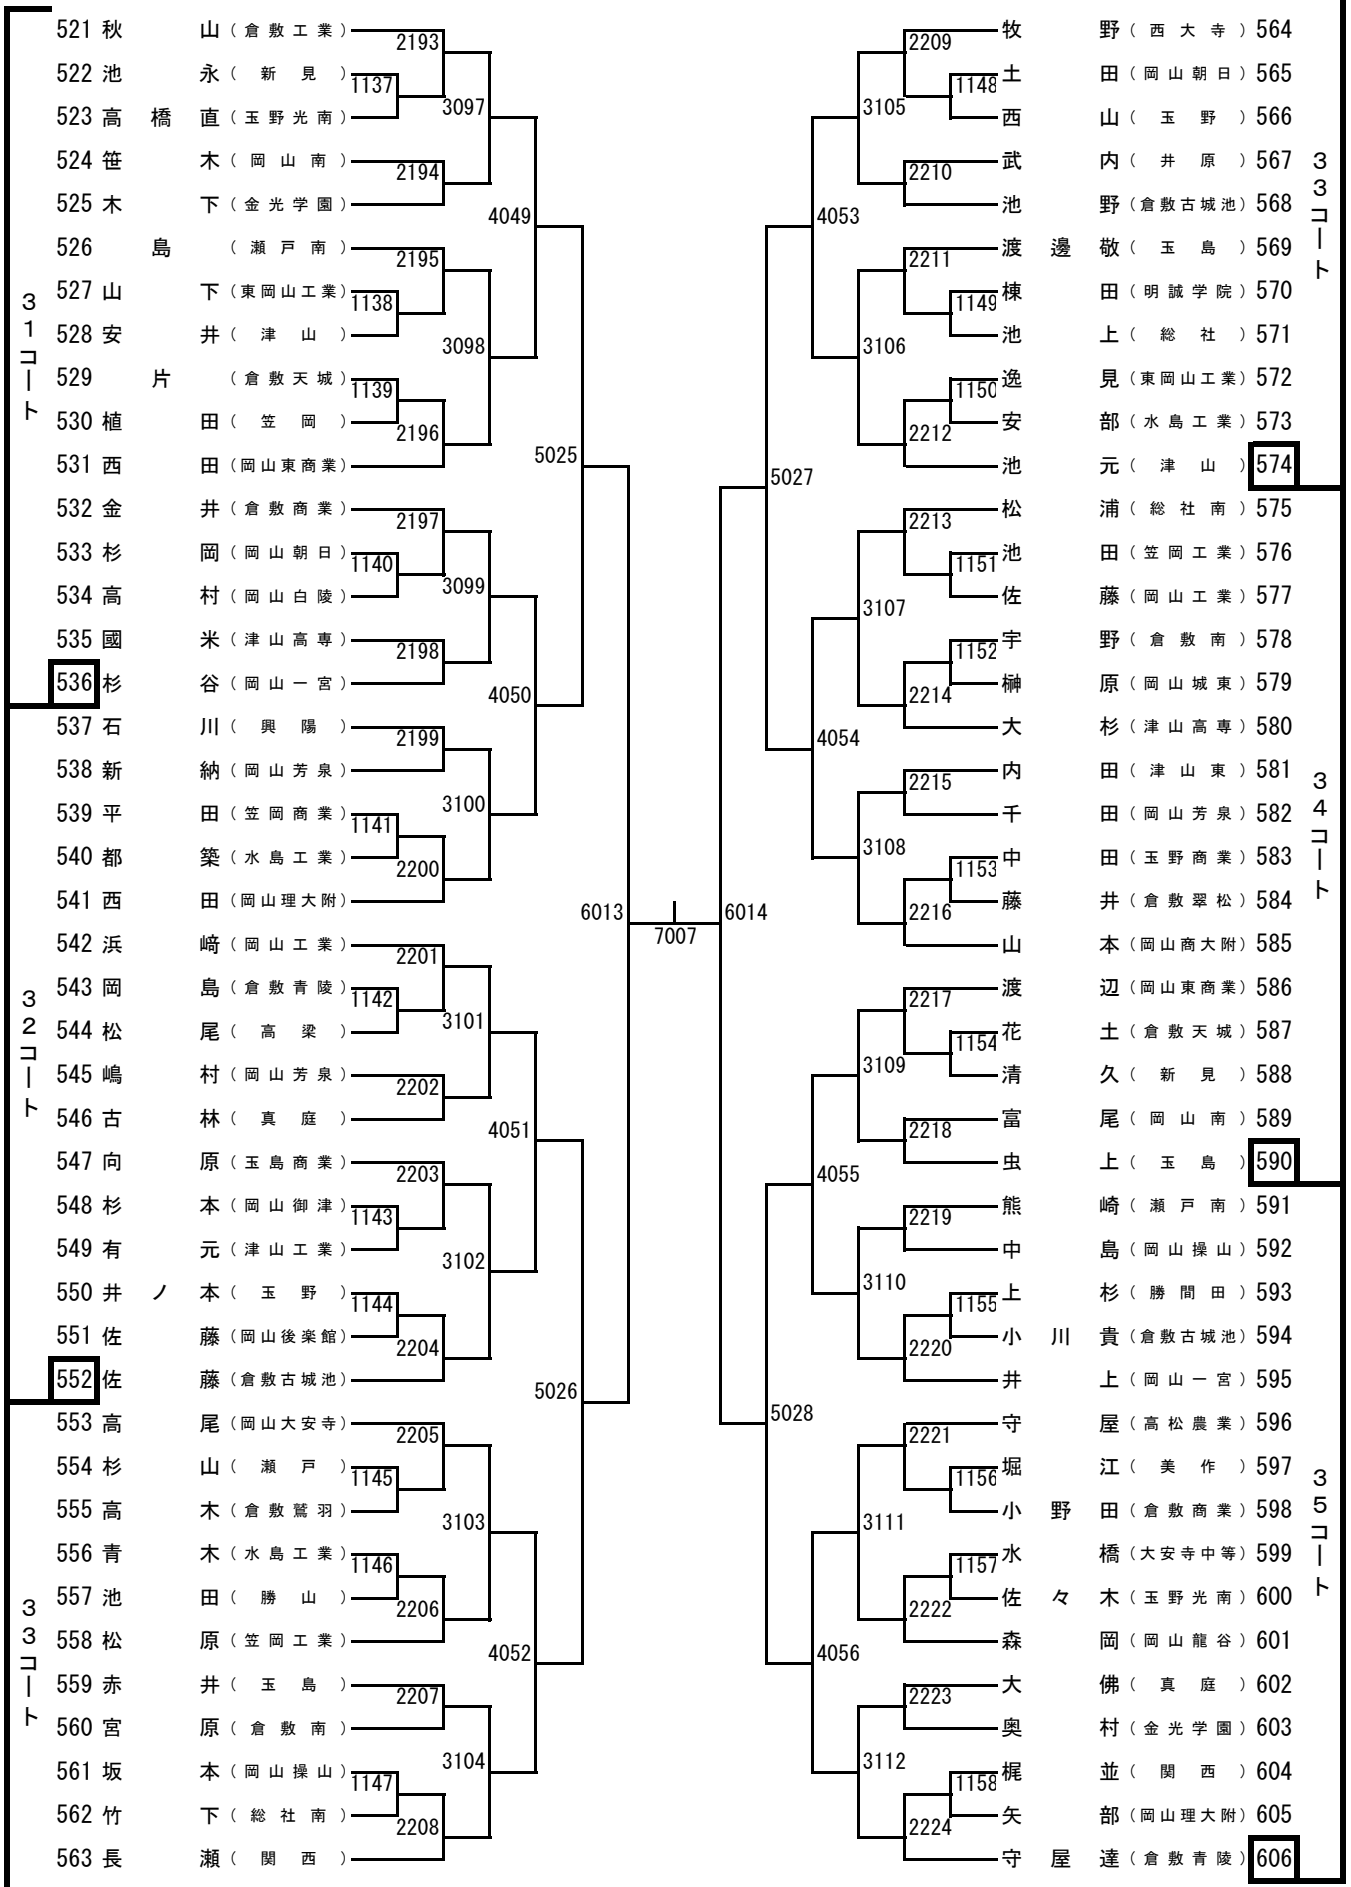 31コート
521 秋山 (倉敷工業)
522 池永 (新見)
523 高橋直 (玉野光南)
524 笹木 (岡山南)
525 木下 (金光学園)
526 島 (瀬戸南)
527 山下 (東岡山工業)
528 安井 (津山)
529 片 (倉敷天城)
530 植田 (笠岡)
531 西田 (岡山東商業)
532 金井 (倉敷商業)
533 杉岡 (岡山朝日)
534 高村 (岡山白陵)
535 國米 (津山高専)
536 杉谷 (岡山一宮)
32コート
537 石川 (興陽)
538 新納 (岡山芳泉)
539 平田 (笠岡商業)
540 都築 (水島工業)
541 西田 (岡山理大附)
542 浜﨑 (岡山工業)
543 岡島 (倉敷青陵)
544 松尾 (高梁)
545 嶋村 (岡山芳泉)
546 古林 (真庭)
547 向原 (玉島商業)
548 杉本 (岡山御津)
549 有元 (津山工業)
550 井ノ本 (玉野)
551 佐藤 (岡山後楽館)
552 佐藤 (倉敷古城池)
33コート
553 高尾 (岡山大安寺)
554 杉山 (瀬戸)
555 高木 (倉敷鷲羽)
556 青木 (水島工業)
557 池田 (勝山)
558 松原 (笠岡工業)
559 赤井 (玉島)
560 宮原 (倉敷南)
561 坂本 (岡山操山)
562 竹下 (総社南)
563 長瀬 (関西)
1137
1138
1139
1140
1141
1142
1143
1144
1145
1146
1147
2193
2194
2195
2196
2197
2198
2199
2200
2201
2202
2203
2204
2205
2206
2207
2208
3097
3098
3099
3100
3101
3102
3103
3104
4049
4050
4051
4052
5025
5026
6013
7007
6014
5027
5028
4053
4054
4055
4056
3105
3106
3107
3108
3109
3110
3111
3112
2209
2210
2211
2212
2213
2214
2215
2216
2217
2218
2219
2220
2221
2222
2223
2224
1148
1149
1150
1151
1152
1153
1154
1155
1156
1157
1158
33コート
牧野 (西大寺) 564
土田 (岡山朝日) 565
西山 (玉野) 566
武内 (井原) 567
池野 (倉敷古城池) 568
渡邊敬 (玉島) 569
棟田 (明誠学院) 570
池上 (総社) 571
逸見 (東岡山工業) 572
安部 (水島工業) 573
池元 (津山) 574
34コート
松浦 (総社南) 575
池田 (笠岡工業) 576
佐藤 (岡山工業) 577
宇野 (倉敷南) 578
榊原 (岡山城東) 579
大杉 (津山高専) 580
内田 (津山東) 581
千田 (岡山芳泉) 582
中田 (玉野商業) 583
藤井 (倉敷翠松) 584
山本 (岡山商大附) 585
渡辺 (岡山東商業) 586
花土 (倉敷天城) 587
清久 (新見) 588
富尾 (岡山南) 589
虫上 (玉島) 590
35コート
熊崎 (瀬戸南) 591
中島 (岡山操山) 592
上杉 (勝間田) 593
小川貴 (倉敷古城池) 594
井上 (岡山一宮) 595
守屋 (高松農業) 596
堀江 (美作) 597
小野田 (倉敷商業) 598
水橋 (大安寺中等) 599
佐々木 (玉野光南) 600
森岡 (岡山龍谷) 601
大佛 (真庭) 602
奥村 (金光学園) 603
梶並 (関西) 604
矢部 (岡山理大附) 605
守屋達 (倉敷青陵) 606